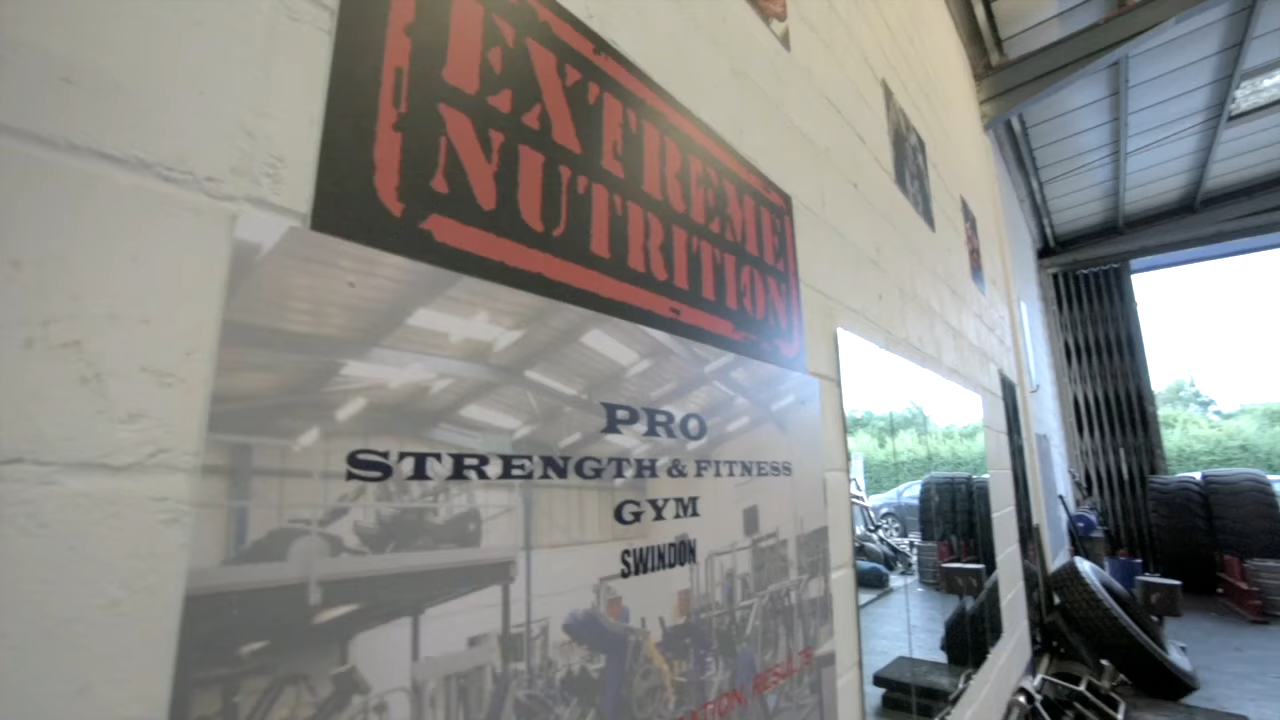 EXTREME
NUTRITION
PRO
STRENGTH & FITNESS
GYM
SWINDON